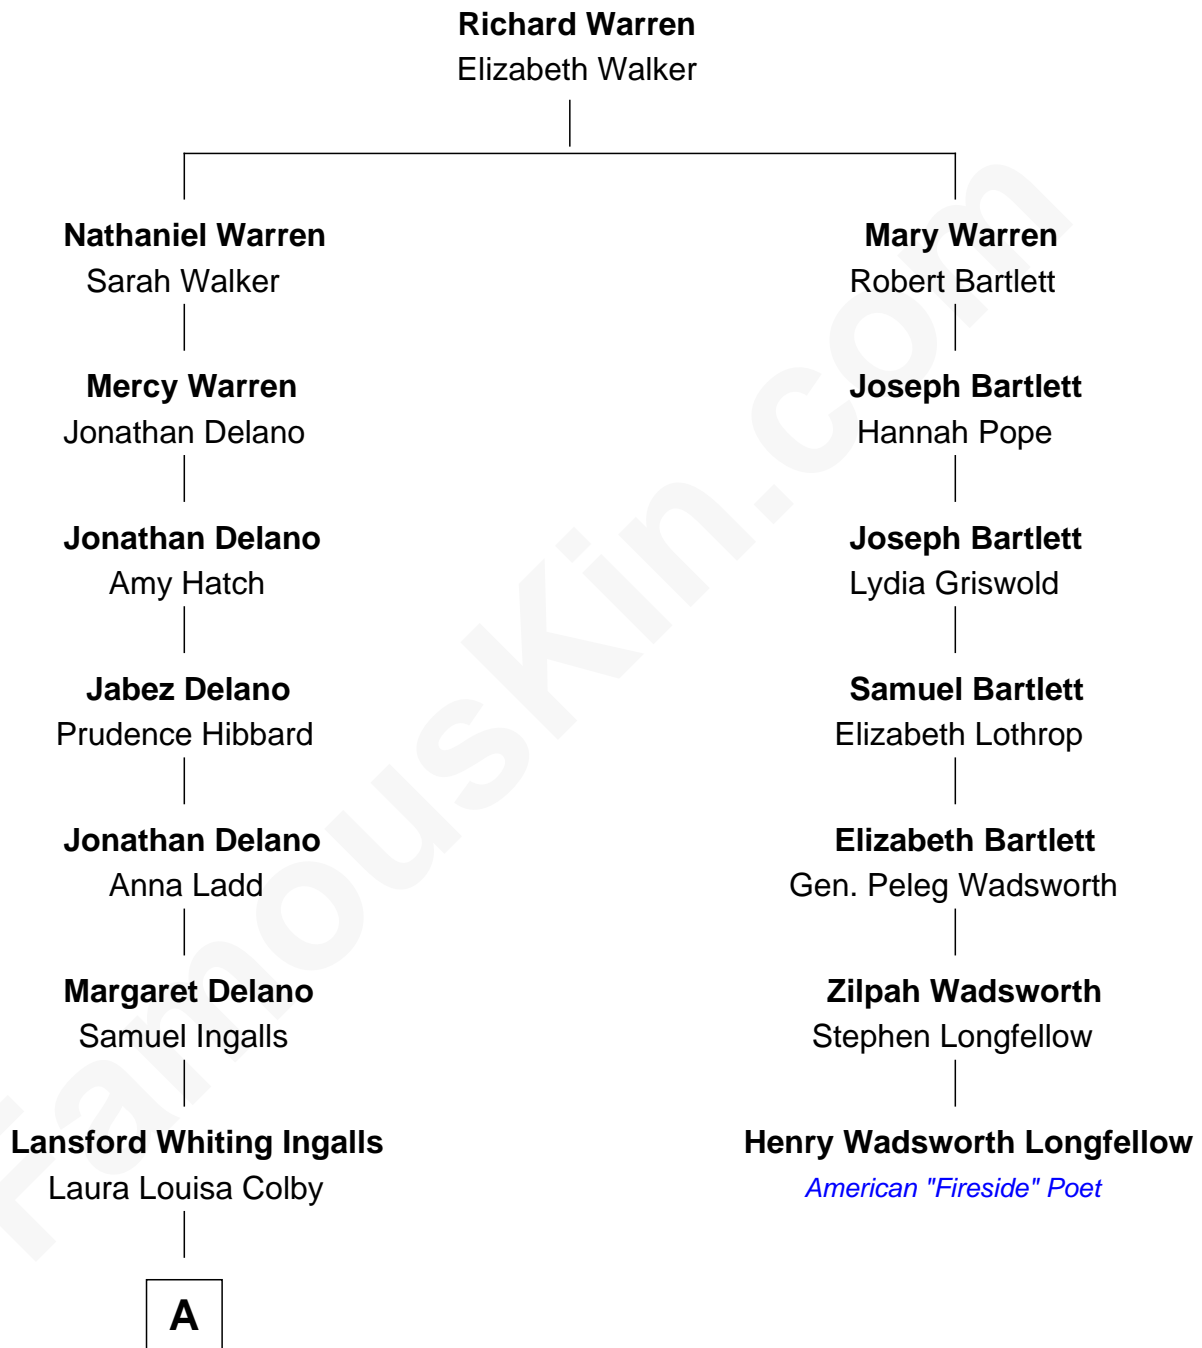 Richard Warren
Elizabeth Walker
Nathaniel Warren
Sarah Walker
Mary Warren
Robert Bartlett
Mercy Warren
Jonathan Delano
Joseph Bartlett
Hannah Pope
Jonathan Delano
Amy Hatch
Joseph Bartlett
Lydia Griswold
Jabez Delano
Prudence Hibbard
Samuel Bartlett
Elizabeth Lothrop
Jonathan Delano
Anna Ladd
Elizabeth Bartlett
Gen. Peleg Wadsworth
Margaret Delano
Samuel Ingalls
Zilpah Wadsworth
Stephen Longfellow
Lansford Whiting Ingalls
Laura Louisa Colby
Henry Wadsworth Longfellow
American "Fireside" Poet
A
FamousKin.com